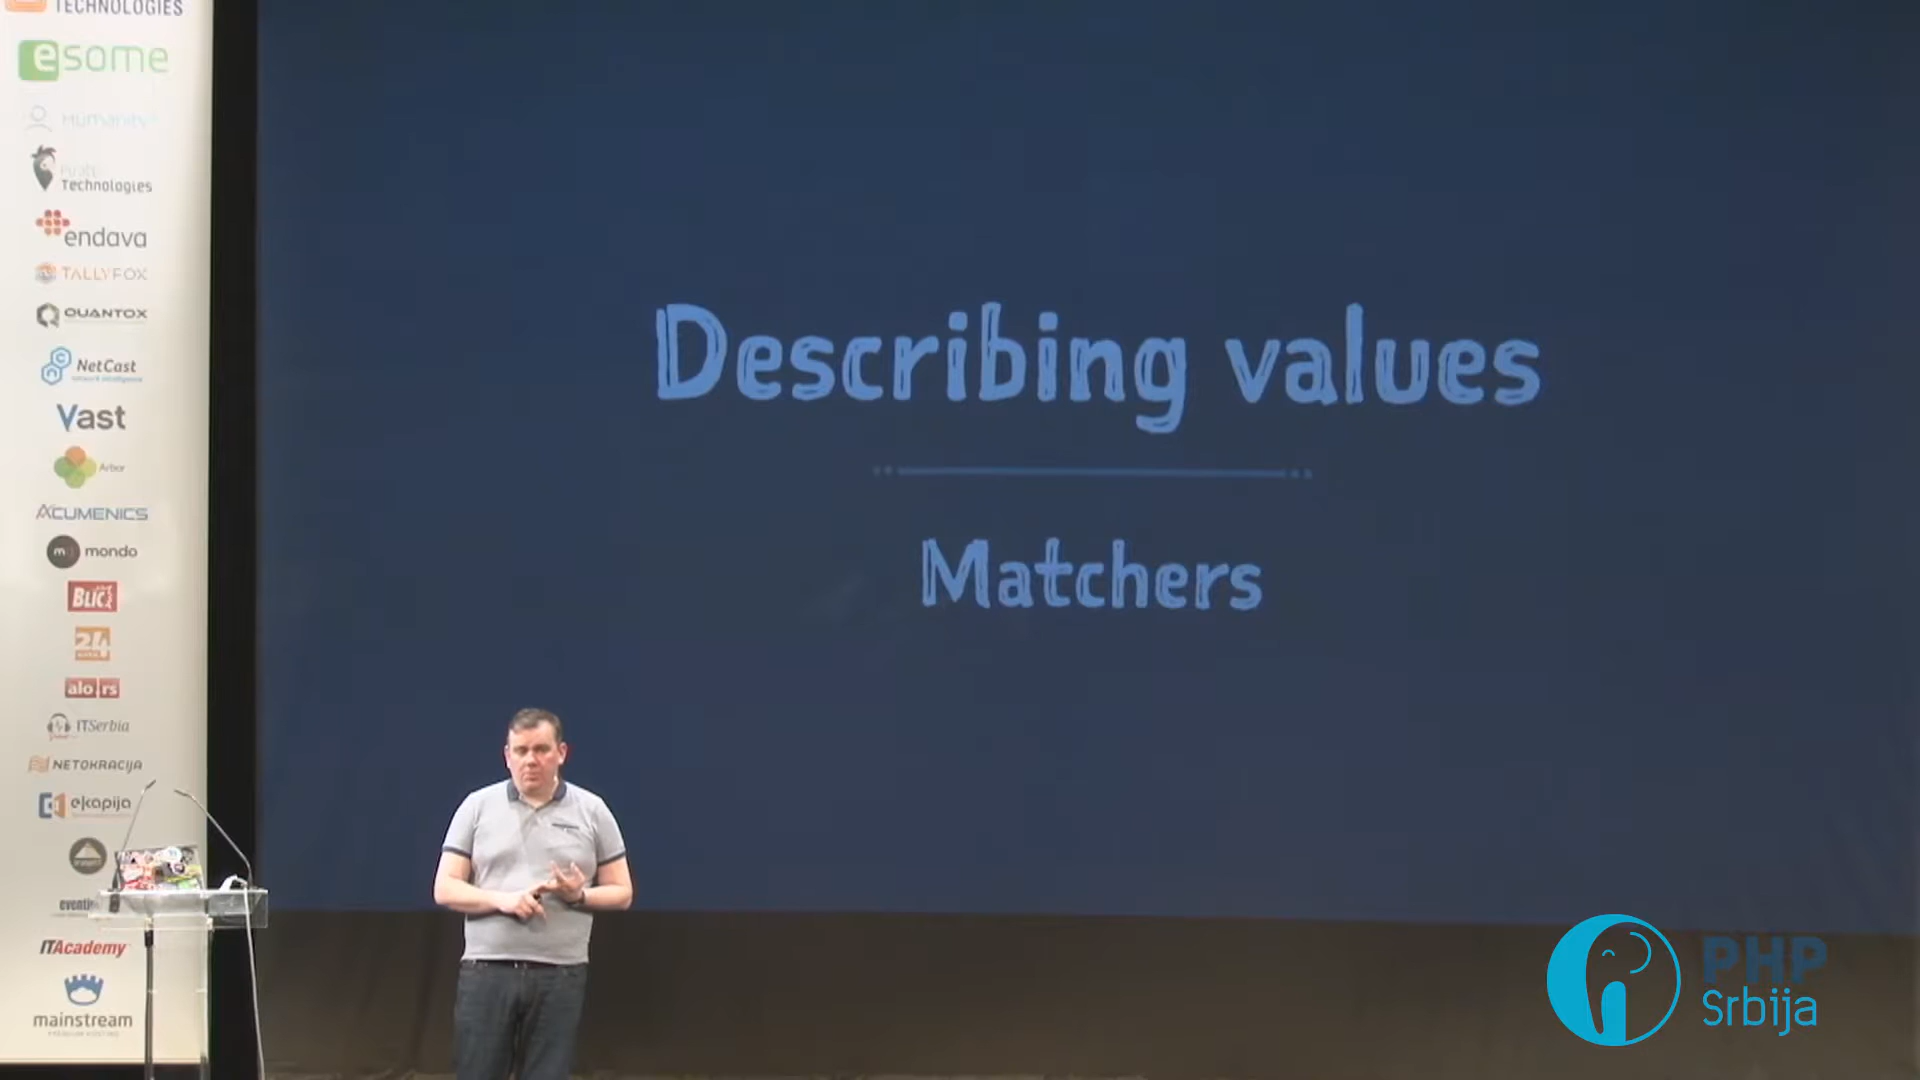 TECHNOLOGIES
esome
Humanity
Technologies
endava
TALLYFOX
QUANTOX
NetCast
Vast
Arbor
ACUMENICS
m
mondo
BLIC
24
alo rs
ITSerbia
NETOKRACIJA
ekapija
ITAcademy
mainstream
Describing values
Matchers
PHP
Srbija